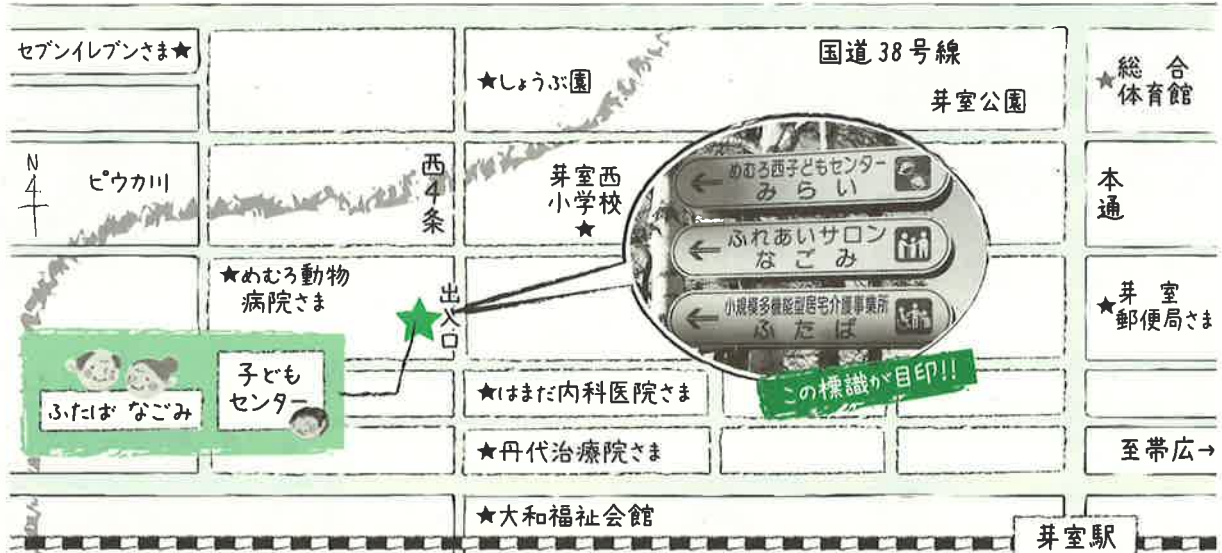 セブンイレブンさま★
★しょうぶ園
国道38号線
芽室公園
★総合
体育館
N
ピウカ川
西4条
芽室西
小学校
★
←めむろ西子どもセンター
みらい
←ふれあいサロン
なごみ
←小規模多機能型居宅介護事業所
ふたば
この標識が目印!!
本通
★めむろ動物
病院さま
出入口
★芽室
郵便局さま
子ども
センター
ふたば なごみ
★はまだ内科医院さま
★丹代治療院さま
至帯広→
★大和福祉会館
芽室駅